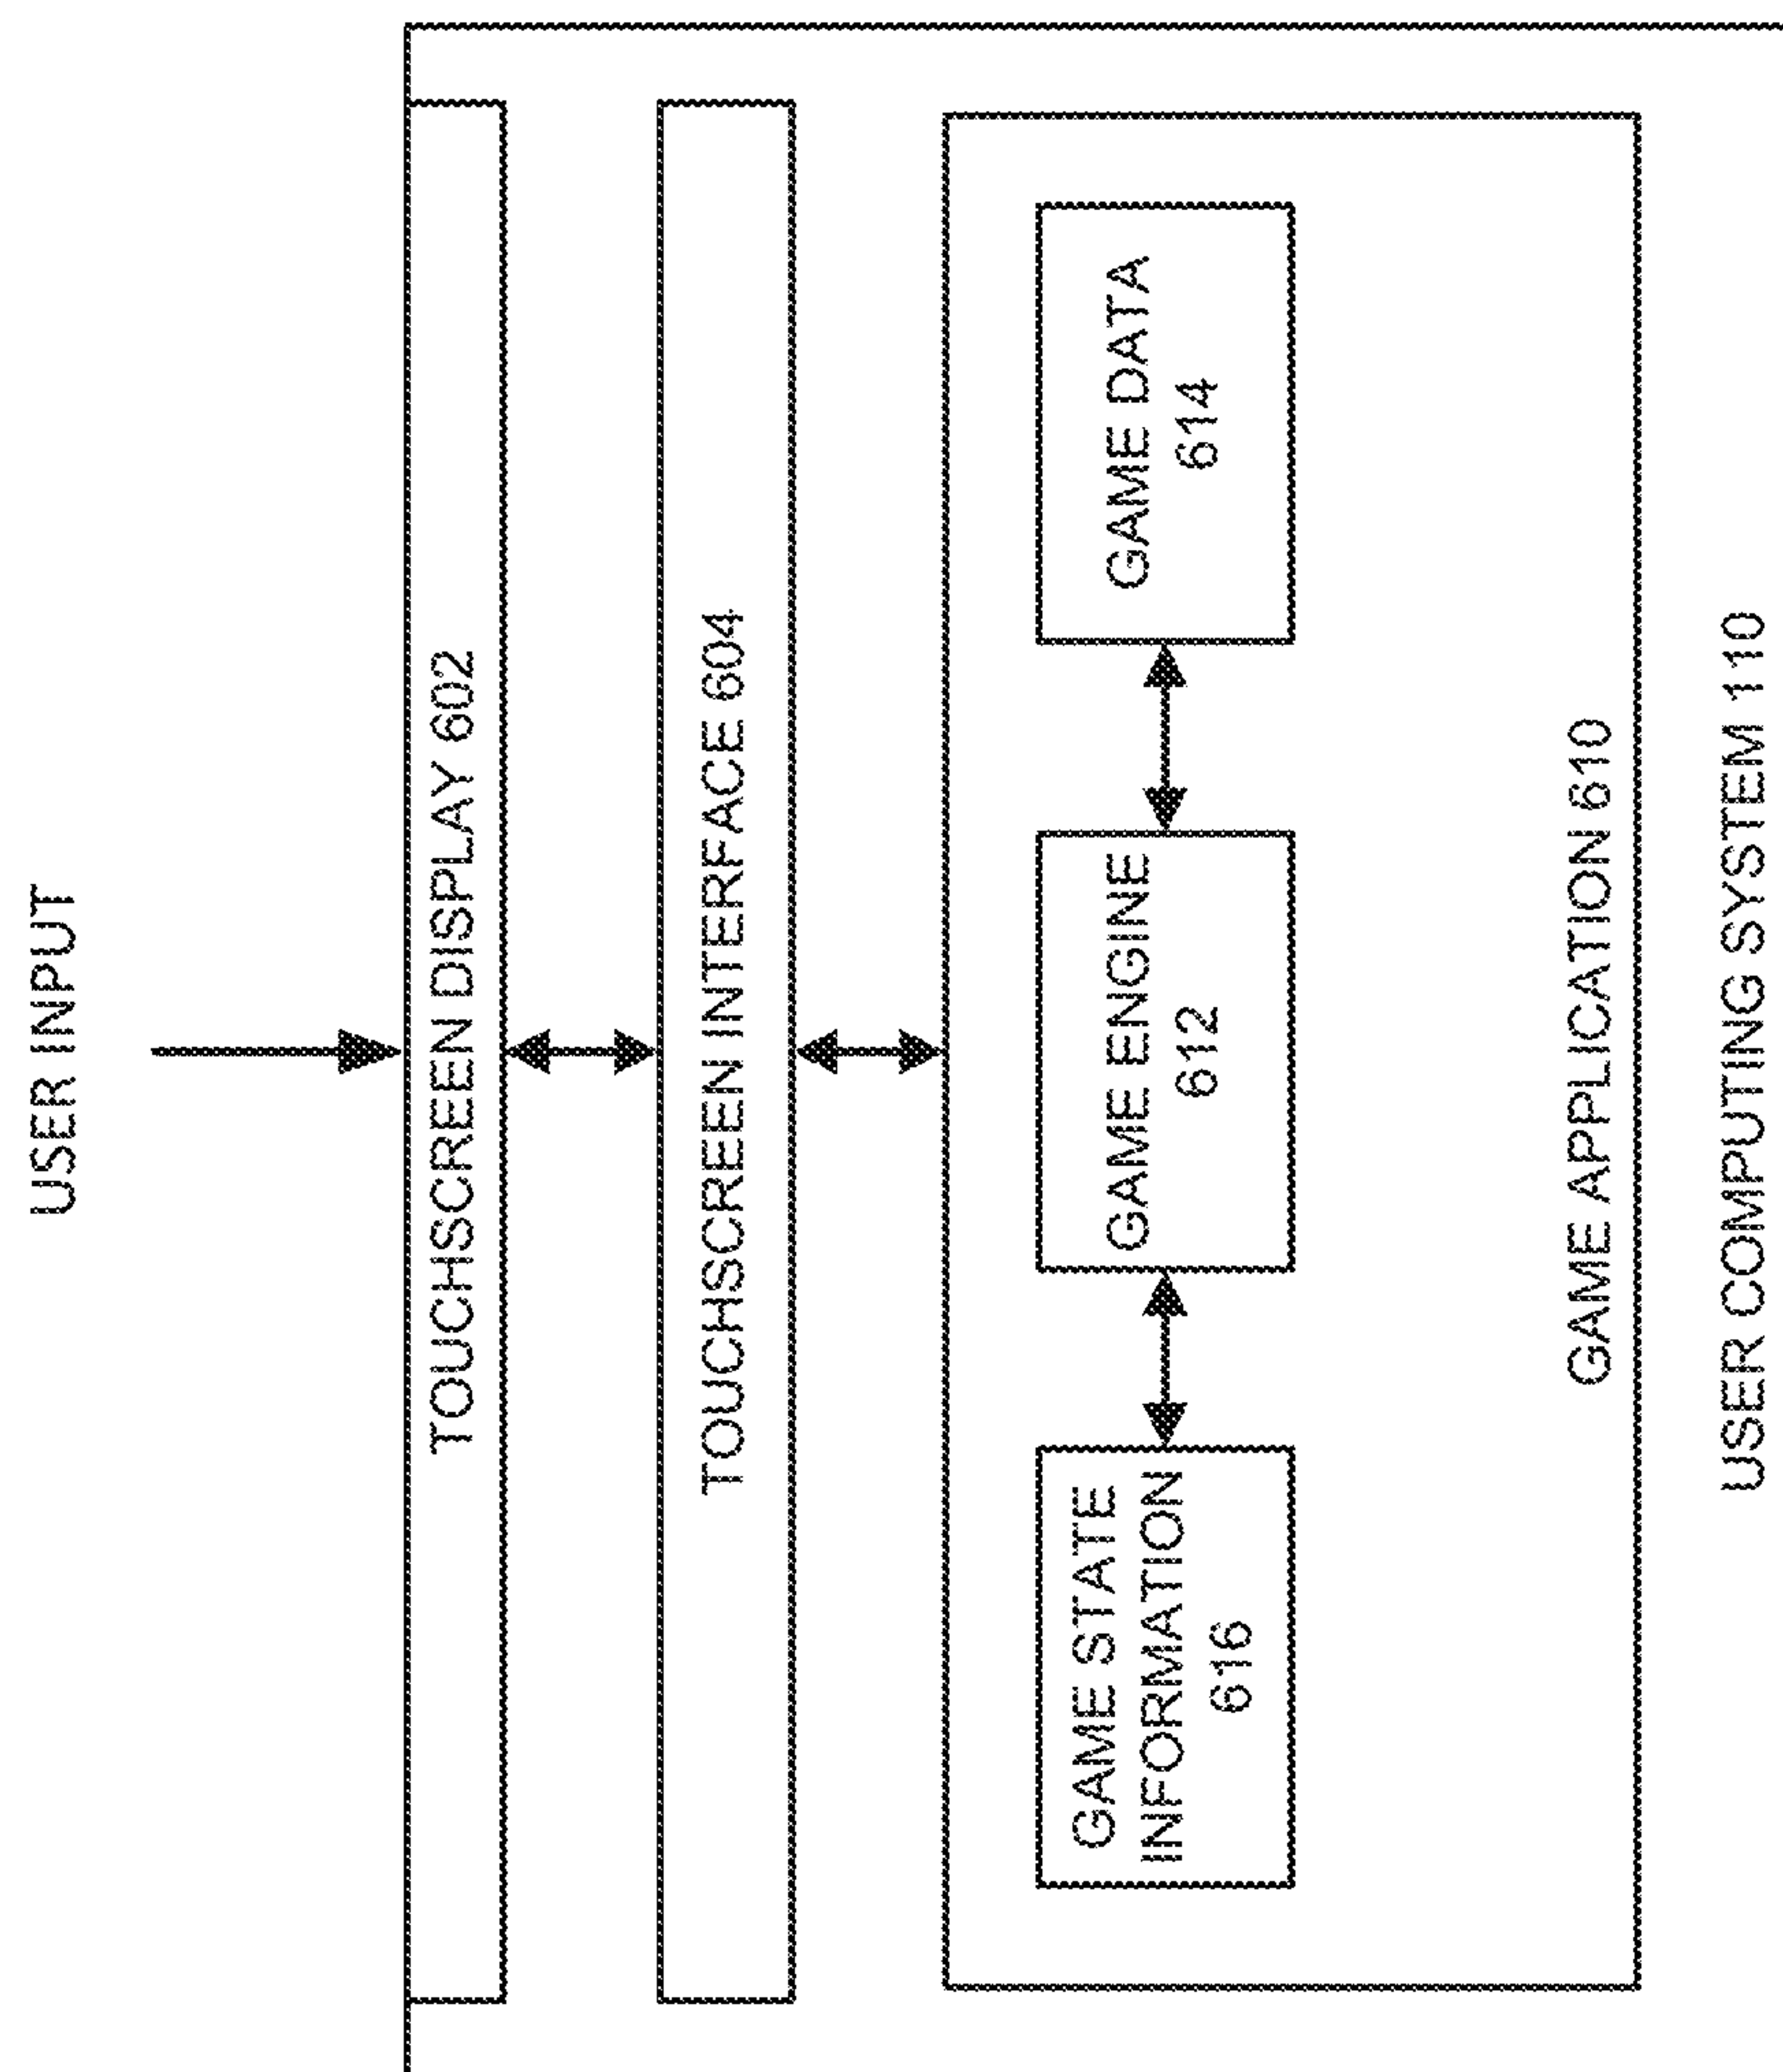 USER INPUT
TOUCHSCREEN DISPLAY 602
TOUCHSCREEN INTERFACE 604
GAME STATE
INFORMATION
616
GAME ENGINE
612
GAME DATA
614
GAME APPLICATION 610
USER COMPUTING SYSTEM 110